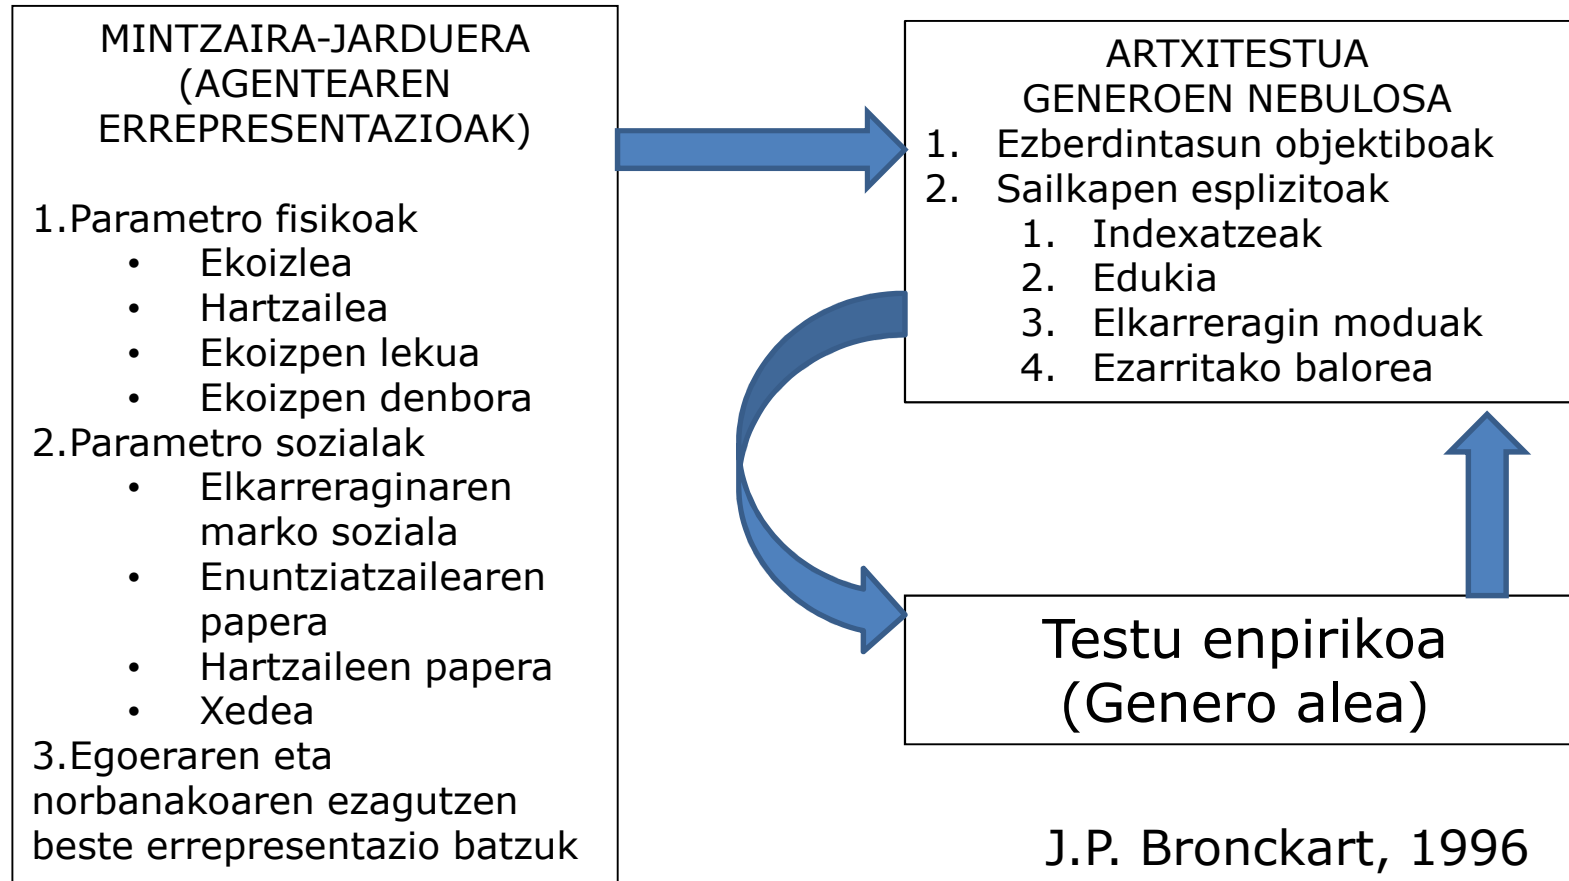 MINTZAIRA-JARDUERA
(AGENTEAREN
ERREPRESENTAZIOAK)
1.Parametro fisikoak
• Ekoizlea
• Hartzailea
• Ekoizpen lekua
• Ekoizpen denbora
2.Parametro sozialak
• Elkarreraginaren
marko soziala
• Enuntziatzailearen
papera
• Hartzaileen papera
• Xedea
3.Egoeraren eta
norbanakoaren ezagutzen
beste errepresentazio batzuk
ARTXITESTUA
GENEROEN NEBULOSA
1. Ezberdintasun objektiboak
2. Sailkapen esplizitoak
1. Indexatzeak
2. Edukia
3. Elkarreragin moduak
4. Ezarritako balorea
Testu enpirikoa
(Genero alea)
J.P. Bronckart, 1996